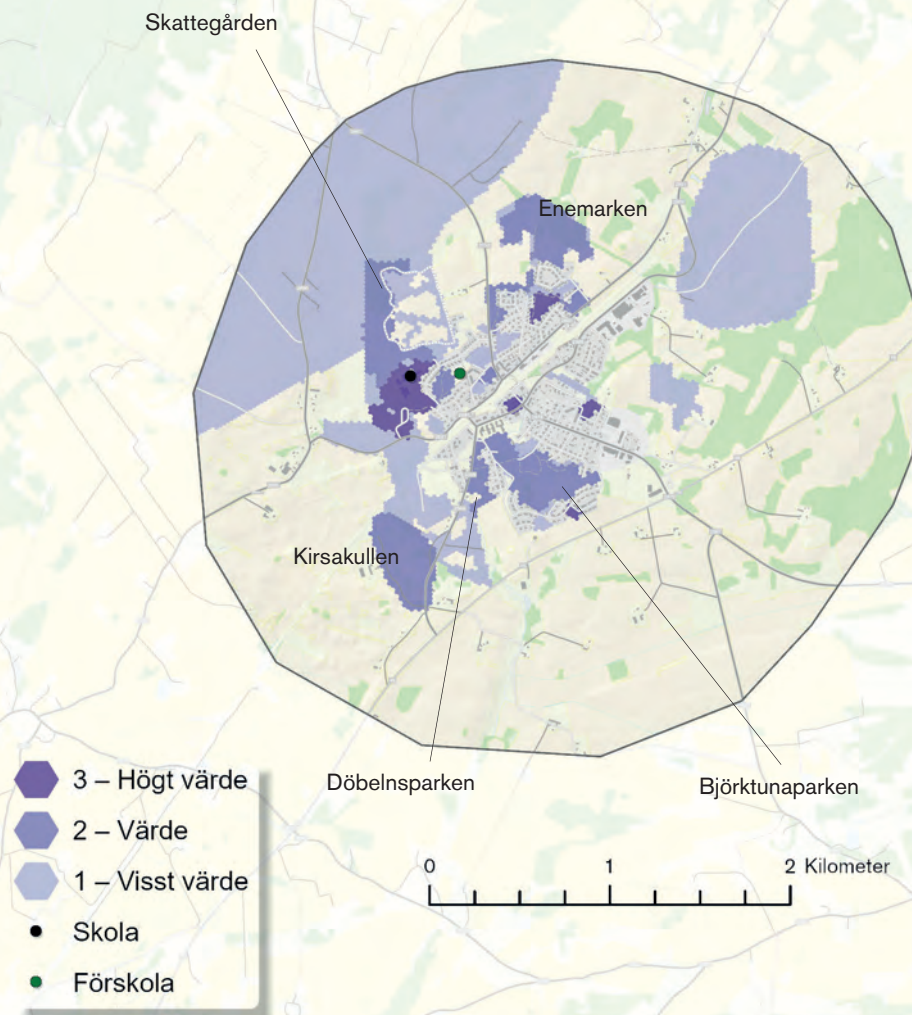 Skattegården
Enemarken
Kirsakullen
Döbelnsparken
Björktunaparken
3 – Högt värde
2 – Värde
1 – Visst värde
Skola
Förskola
0 1 2 Kilometer